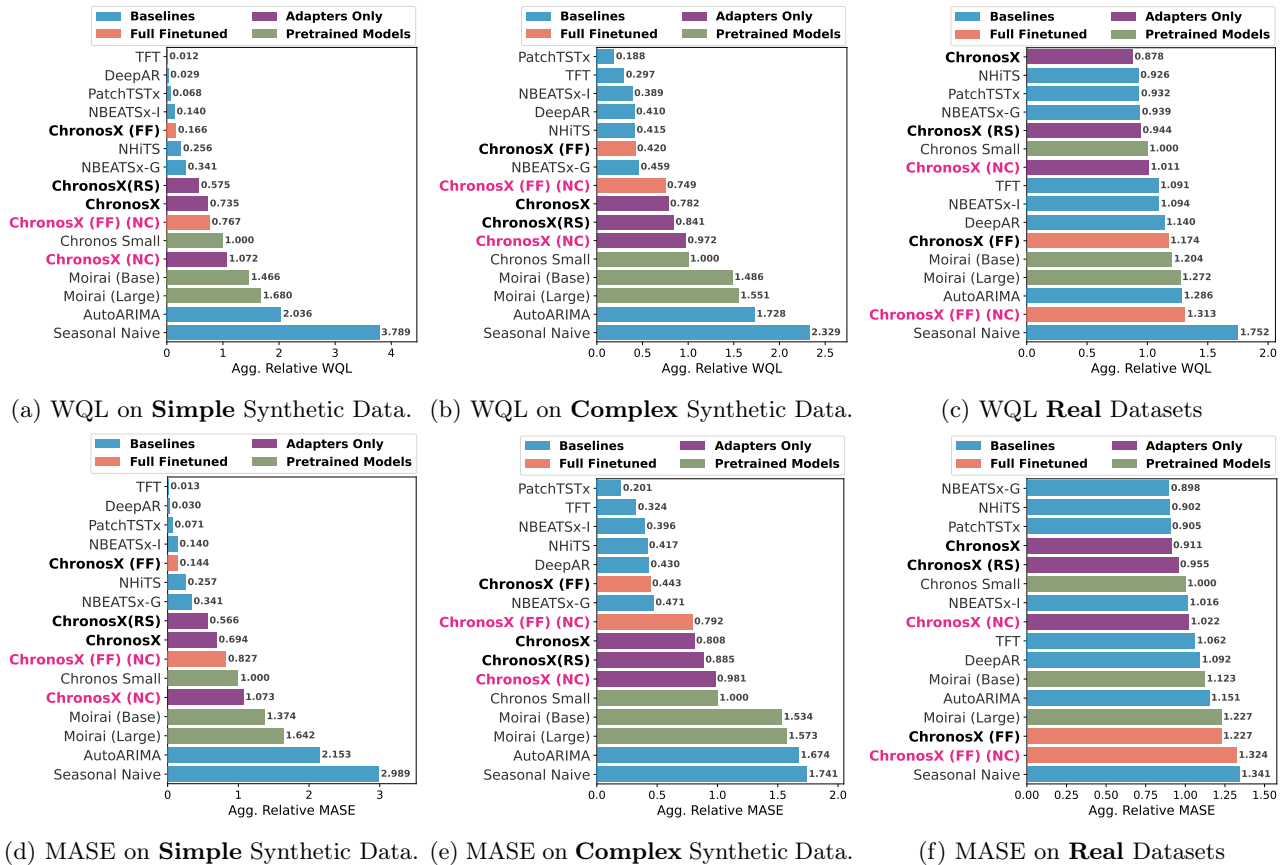 Baselines
Adapters Only
Full Finetuned
Pretrained Models
TFT 0.012
DeepAR 0.029
PatchTSTx 0.068
NBEATSx-I 0.140
ChronosX (FF) 0.166
NHiTS 0.256
NBEATSx-G 0.341
ChronosX(RS) 0.575
ChronosX 0.735
ChronosX (FF) (NC) 0.767
Chronos Small 1.000
ChronosX (NC) 1.072
Moirai (Base) 1.466
Moirai (Large) 1.680
AutoARIMA 2.036
Seasonal Naive 3.789
0 1 2 3 4
Agg. Relative WQL
(a) WQL on Simple Synthetic Data.
Baselines
Adapters Only
Full Finetuned
Pretrained Models
PatchTSTx 0.188
TFT 0.297
NBEATSx-I 0.389
DeepAR 0.410
NHiTS 0.415
ChronosX (FF) 0.420
NBEATSx-G 0.459
ChronosX (FF) (NC) 0.749
ChronosX 0.782
ChronosX(RS) 0.841
ChronosX (NC) 0.972
Chronos Small 1.000
Moirai (Base) 1.486
Moirai (Large) 1.551
AutoARIMA 1.728
Seasonal Naive 2.329
0.0 0.5 1.0 1.5 2.0 2.5
Agg. Relative WQL
(b) WQL on Complex Synthetic Data.
Baselines
Adapters Only
Full Finetuned
Pretrained Models
ChronosX 0.878
NHiTS 0.926
PatchTSTx 0.932
NBEATSx-G 0.939
ChronosX (RS) 0.944
Chronos Small 1.000
ChronosX (NC) 1.011
TFT 1.091
NBEATSx-I 1.094
DeepAR 1.140
ChronosX (FF) 1.174
Moirai (Base) 1.204
Moirai (Large) 1.272
AutoARIMA 1.286
ChronosX (FF) (NC) 1.313
Seasonal Naive 1.752
0.0 0.5 1.0 1.5 2.0
Agg. Relative WQL
(c) WQL Real Datasets
Baselines
Adapters Only
Full Finetuned
Pretrained Models
TFT 0.013
DeepAR 0.030
PatchTSTx 0.071
NBEATSx-I 0.140
ChronosX (FF) 0.144
NHiTS 0.257
NBEATSx-G 0.341
ChronosX(RS) 0.566
ChronosX 0.694
ChronosX (FF) (NC) 0.827
Chronos Small 1.000
ChronosX (NC) 1.073
Moirai (Base) 1.374
Moirai (Large) 1.642
AutoARIMA 2.153
Seasonal Naive 2.989
0 1 2 3
Agg. Relative MASE
(d) MASE on Simple Synthetic Data.
Baselines
Adapters Only
Full Finetuned
Pretrained Models
PatchTSTx 0.201
TFT 0.324
NBEATSx-I 0.396
NHiTS 0.417
DeepAR 0.430
ChronosX (FF) 0.443
NBEATSx-G 0.471
ChronosX (FF) (NC) 0.792
ChronosX 0.808
ChronosX(RS) 0.885
ChronosX (NC) 0.981
Chronos Small 1.000
Moirai (Base) 1.534
Moirai (Large) 1.573
AutoARIMA 1.674
Seasonal Naive 1.741
0.0 0.5 1.0 1.5 2.0
Agg. Relative MASE
(e) MASE on Complex Synthetic Data.
Baselines
Adapters Only
Full Finetuned
Pretrained Models
NBEATSx-G 0.898
NHiTS 0.902
PatchTSTx 0.905
ChronosX 0.911
ChronosX (RS) 0.955
Chronos Small 1.000
NBEATSx-I 1.016
ChronosX (NC) 1.022
TFT 1.062
DeepAR 1.092
Moirai (Base) 1.123
AutoARIMA 1.151
Moirai (Large) 1.227
ChronosX (FF) 1.227
ChronosX (FF) (NC) 1.324
Seasonal Naive 1.341
0.00 0.25 0.50 0.75 1.00 1.25 1.50
Agg. Relative MASE
(f) MASE on Real Datasets